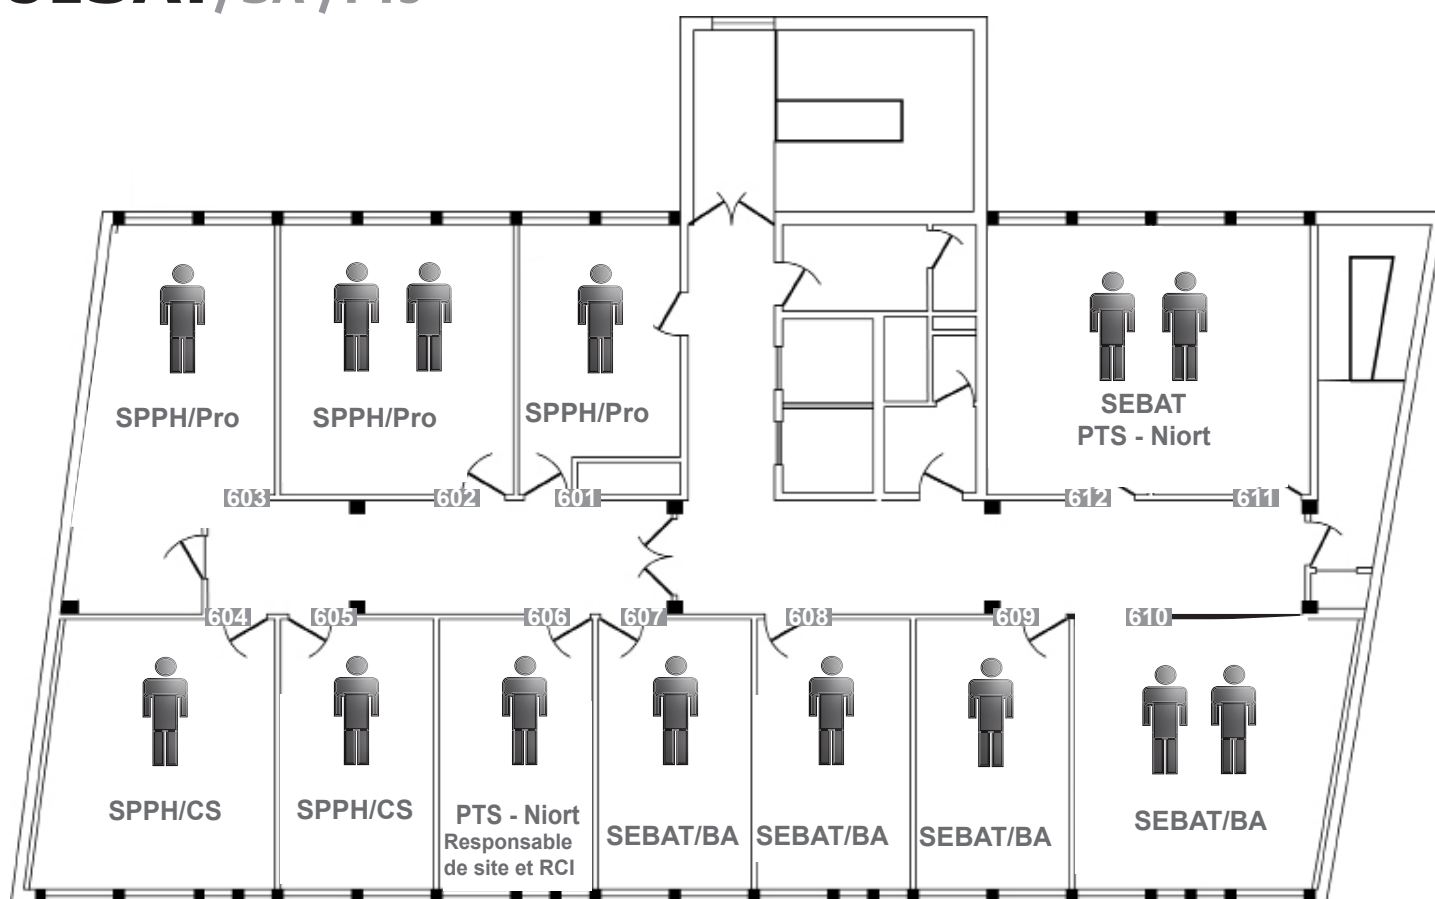 SPPH/Pro
SPPH/Pro
SPPH/Pro
SEBAT
PTS - Niort
603
602
601
612
611
604
605
606
607
608
609
610
SPPH/CS
SPPH/CS
PTS - Niort
Responsable
de site et RCI
SEBAT/BA
SEBAT/BA
SEBAT/BA
SEBAT/BA